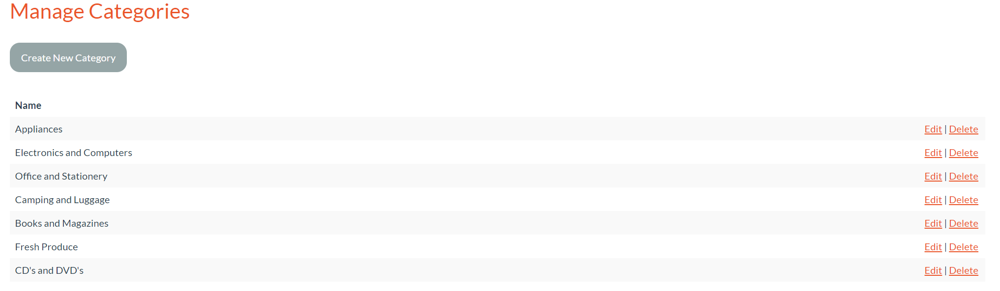 Manage Categories
Create New Category
Name
Appliances Edit | Delete
Electronics and Computers Edit | Delete
Office and Stationery Edit | Delete
Camping and Luggage Edit | Delete
Books and Magazines Edit | Delete
Fresh Produce Edit | Delete
CD's and DVD's Edit | Delete